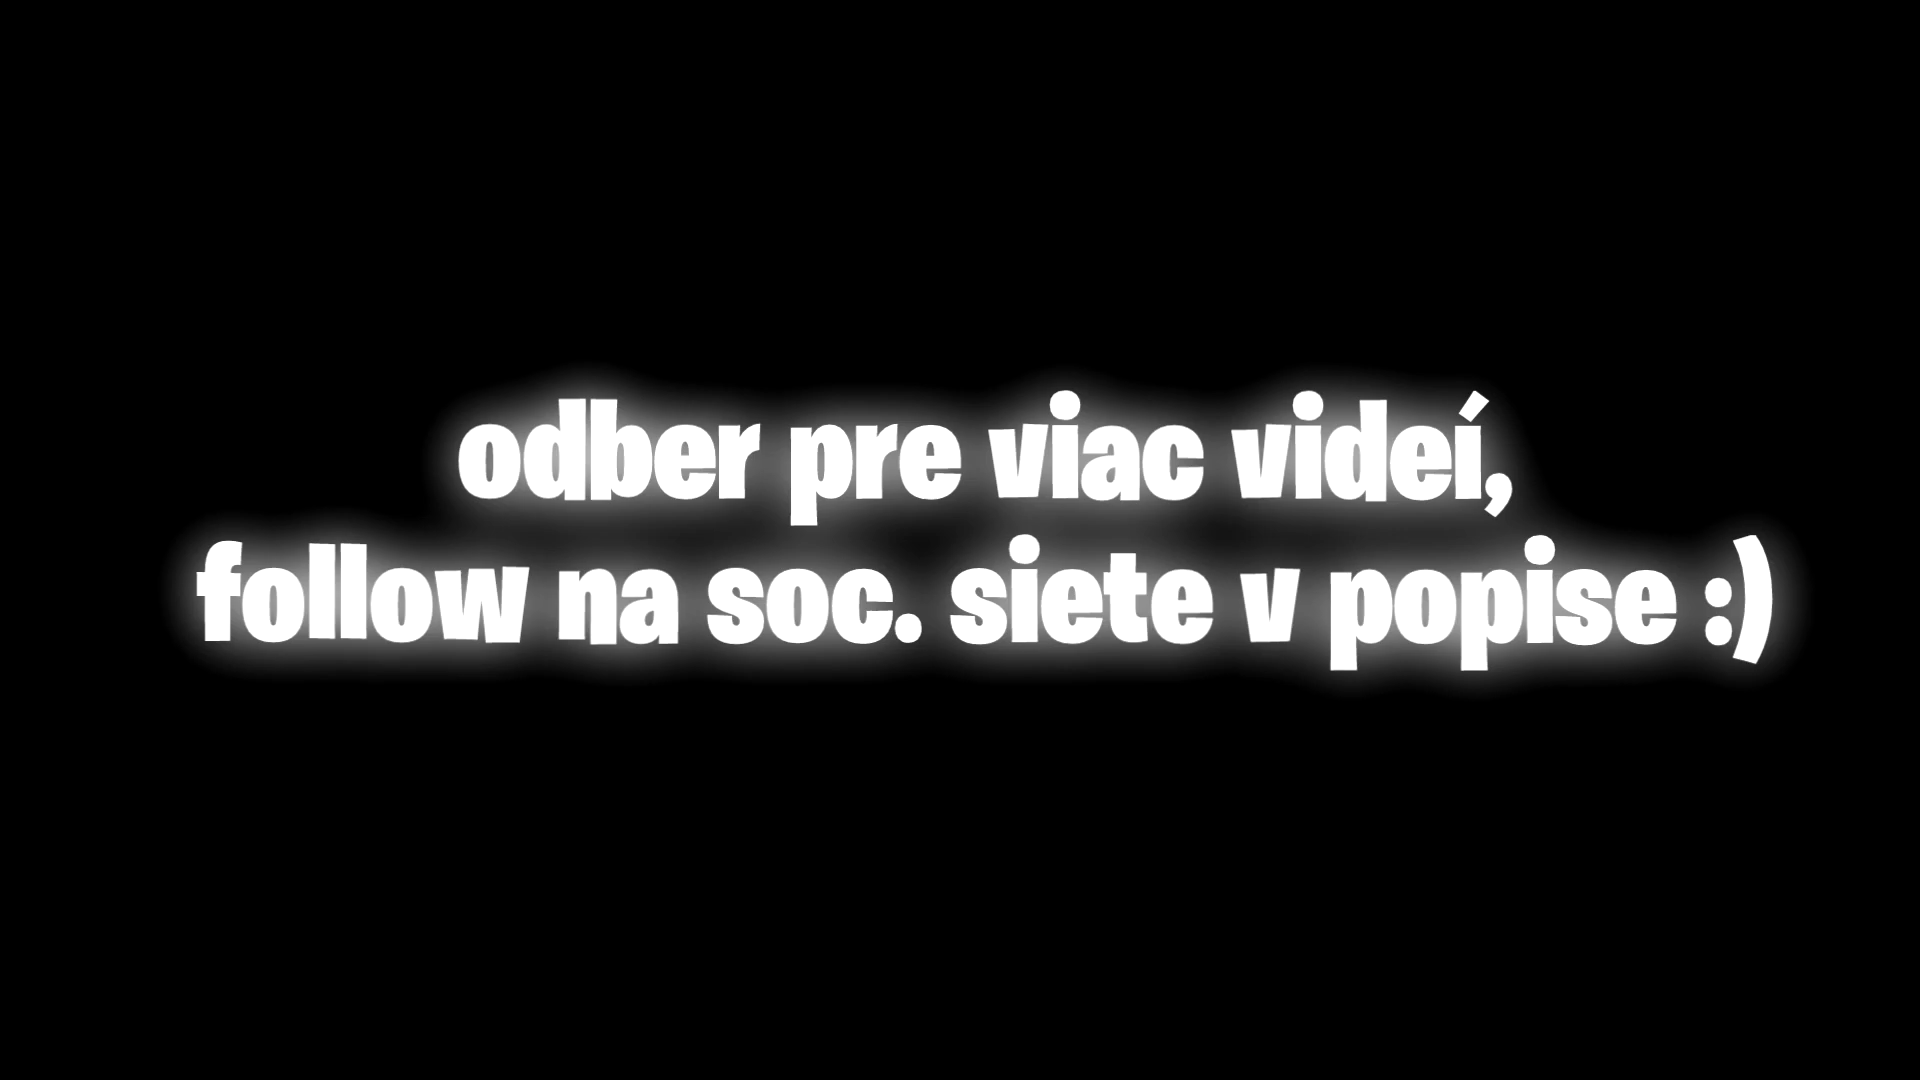 odber pre viac videí,
follow na soc. siete v popise :)